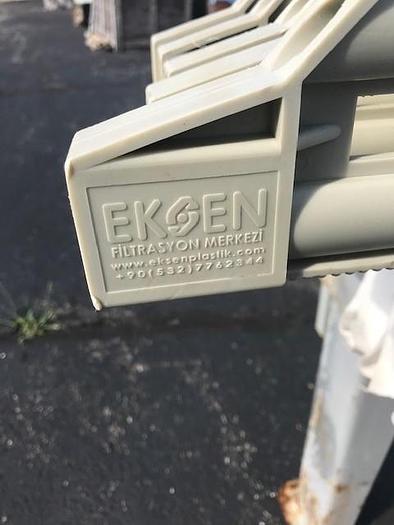 EKSEN
FİLTRASYON MERKEZİ
www.eksenplastik.com
+90(532)7762344